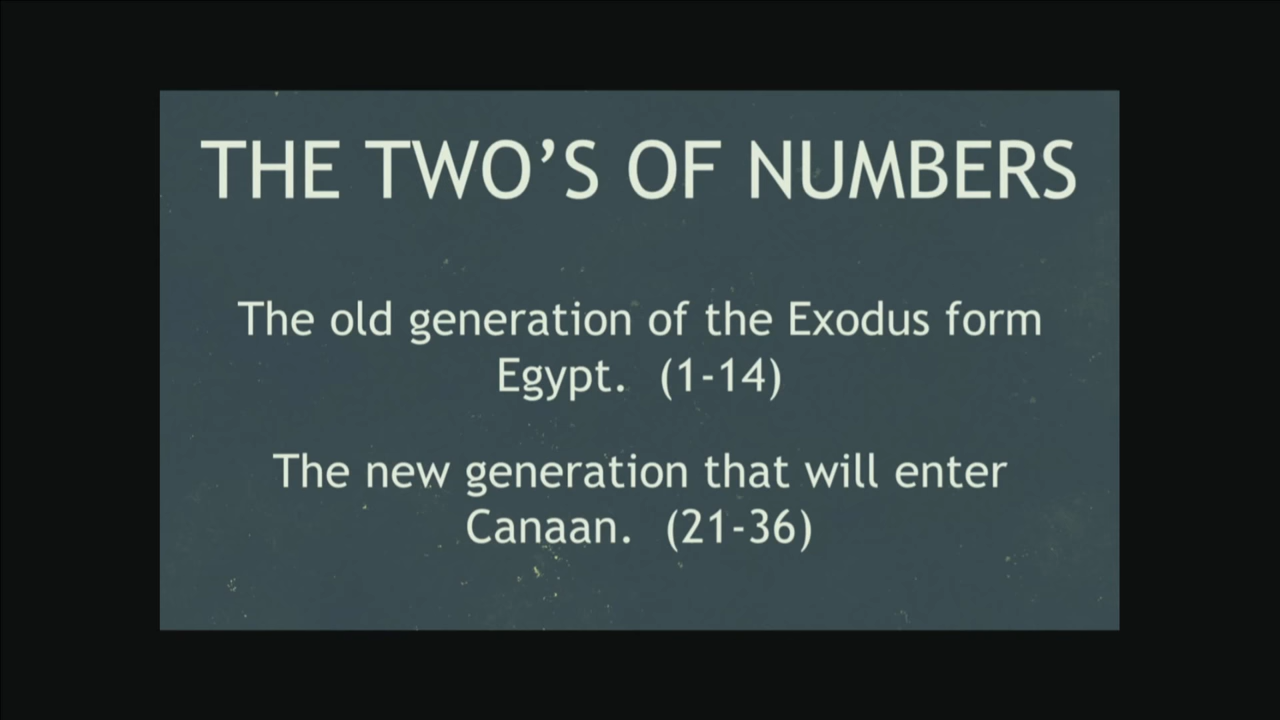 THE TWO’S OF NUMBERS
The old generation of the Exodus form
Egypt. (1-14)
The new generation that will enter
Canaan. (21-36)